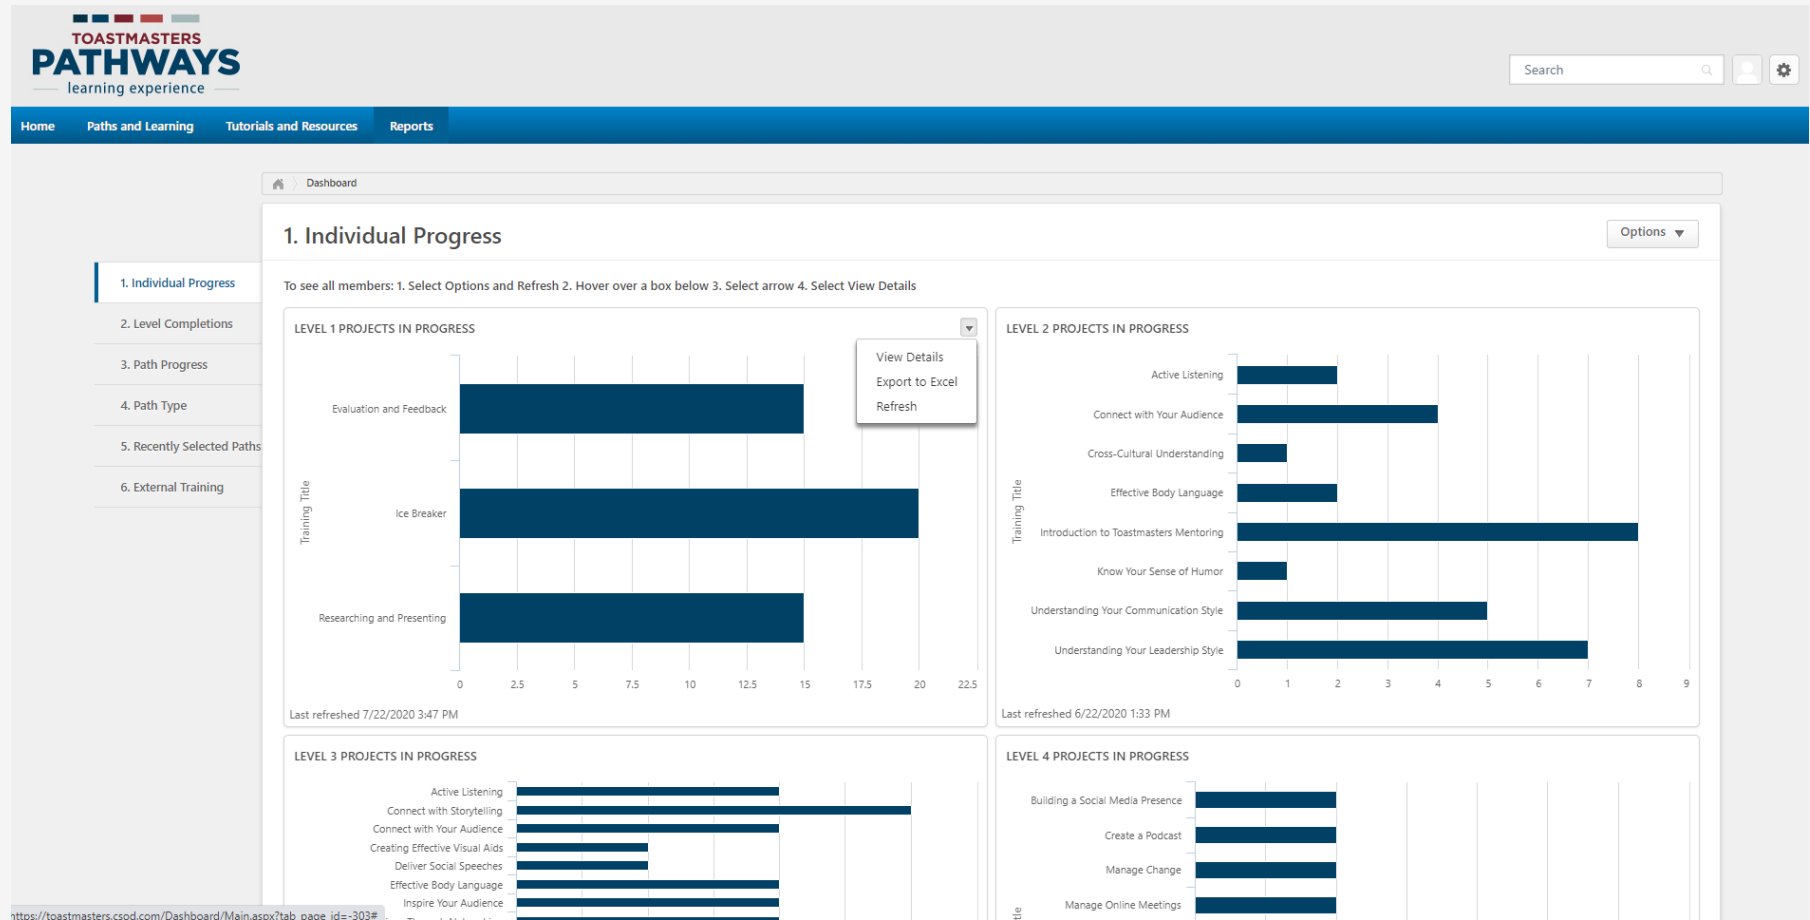 TOASTMASTERS
PATHWAYS
learning experience
Search
Home
Paths and Learning
Tutorials and Resources
Reports
Dashboard
1. Individual Progress
Options
1. Individual Progress
2. Level Completions
3. Path Progress
4. Path Type
5. Recently Selected Paths
6. External Training
To see all members: 1. Select Options and Refresh 2. Hover over a box below 3. Select arrow 4. Select View Details
LEVEL 1 PROJECTS IN PROGRESS
View Details
Export to Excel
Refresh
Training Title
Evaluation and Feedback
Ice Breaker
Researching and Presenting
0 2.5 5 7.5 10 12.5 15 17.5 20 22.5
Last refreshed 7/22/2020 3:47 PM
LEVEL 2 PROJECTS IN PROGRESS
Training Title
Active Listening
Connect with Your Audience
Cross-Cultural Understanding
Effective Body Language
Introduction to Toastmasters Mentoring
Know Your Sense of Humor
Understanding Your Communication Style
Understanding Your Leadership Style
0 1 2 3 4 5 6 7 8 9
Last refreshed 6/22/2020 1:33 PM
LEVEL 3 PROJECTS IN PROGRESS
Active Listening
Connect with Storytelling
Connect with Your Audience
Creating Effective Visual Aids
Deliver Social Speeches
Effective Body Language
Inspire Your Audience
LEVEL 4 PROJECTS IN PROGRESS
Building a Social Media Presence
Create a Podcast
Manage Change
Manage Online Meetings
https://toastmasters.csod.com/Dashboard/Main.aspx?tab_page_id=-303#